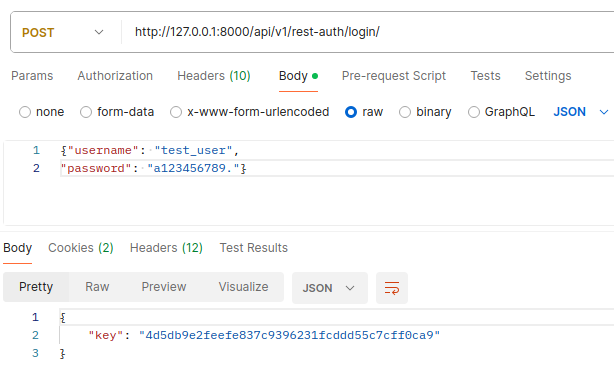 POST http://127.0.0.1:8000/api/v1/rest-auth/login/
Params Authorization Headers (10) Body Pre-request Script Tests Settings
none form-data x-www-form-urlencoded raw binary GraphQL JSON
1 {"username": "test_user",
2 "password": "a123456789."}
Body Cookies (2) Headers (12) Test Results
Pretty Raw Preview Visualize JSON
1 {
2 "key": "4d5db9e2feefe837c9396231fcddd55c7cff0ca9"
3 }